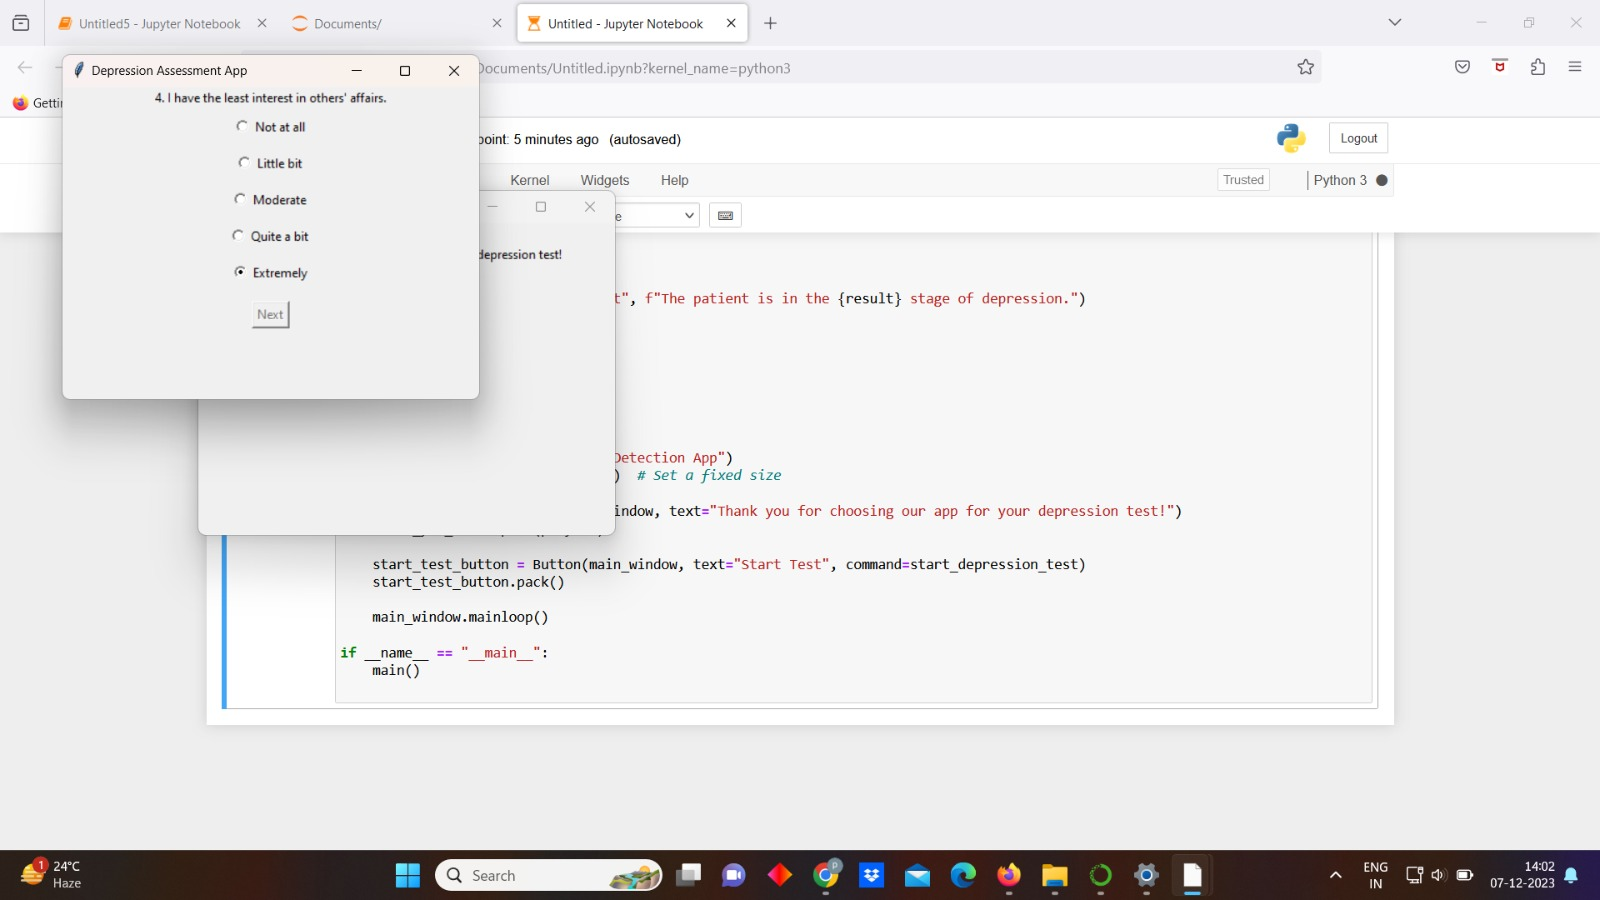 Untitled5 - Jupyter Notebook
Documents/
Untitled - Jupyter Notebook
Depression Assessment App
Documents/Untitled.ipynb?kernel_name=python3
4. I have the least interest in others' affairs.
Not at all
Little bit
Moderate
Quite a bit
Extremely
Next
point: 5 minutes ago (autosaved)
Logout
Kernel
Widgets
Help
Trusted
Python 3
depression test!
t", f"The patient is in the {result} stage of depression.")
Detection App")
) # Set a fixed size
indow, text="Thank you for choosing our app for your depression test!")
start_test_button = Button(main_window, text="Start Test", command=start_depression_test)
start_test_button.pack()
main_window.mainloop()
if __name__ == "__main__":
main()
1
24°C
Haze
Search
P
ENG
IN
14:02
07-12-2023